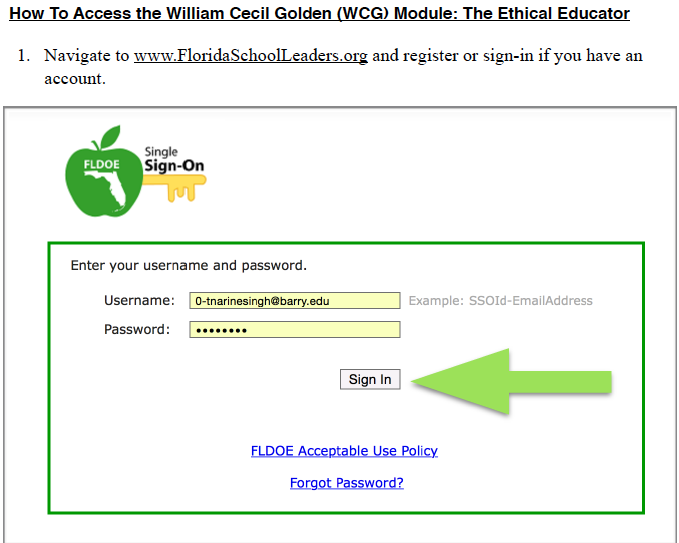 How To Access the William Cecil Golden (WCG) Module: The Ethical Educator
1. Navigate to www.FloridaSchoolLeaders.org and register or sign-in if you have an
account.
FLDOE
Single
Sign-On
Enter your username and password.
Username: 0-tnarinesingh@barry.edu Example: SSOId-EmailAddress
Password: ••••••••
Sign In
FLDOE Acceptable Use Policy
Forgot Password?